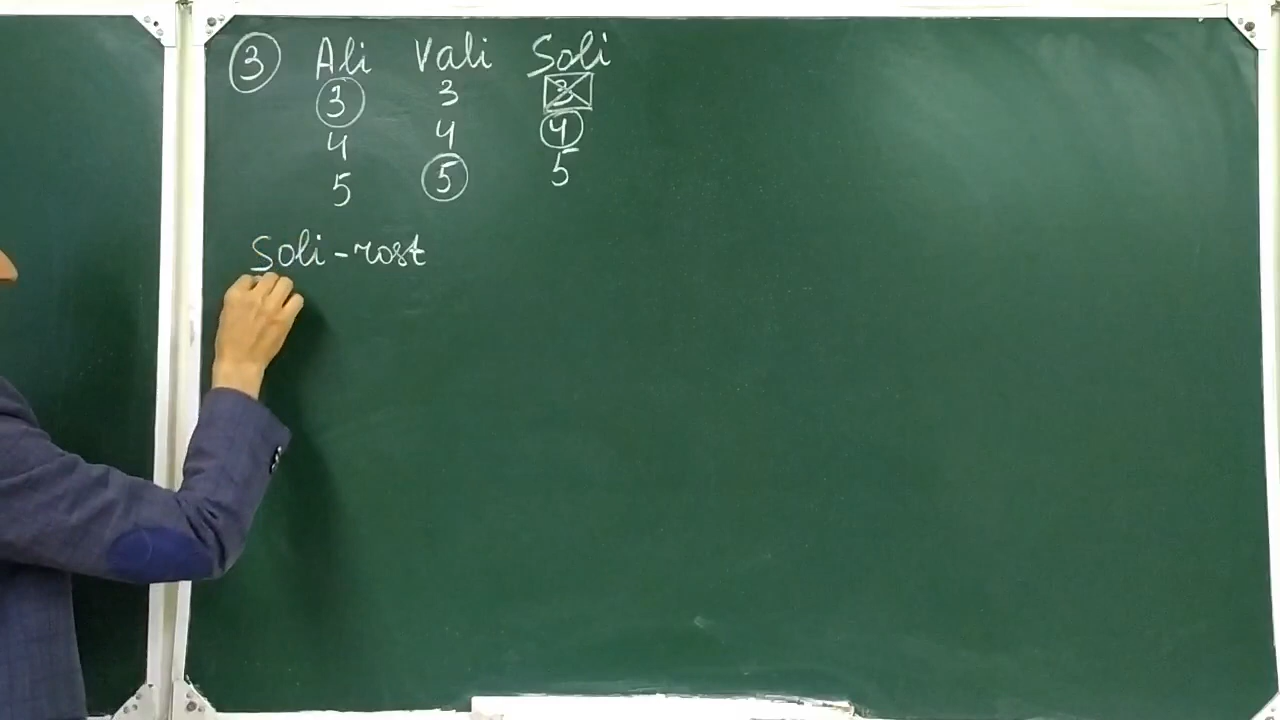 3 Ali Vali Soli
3 3 3
4 4 4
5 5 5
Soli-rost